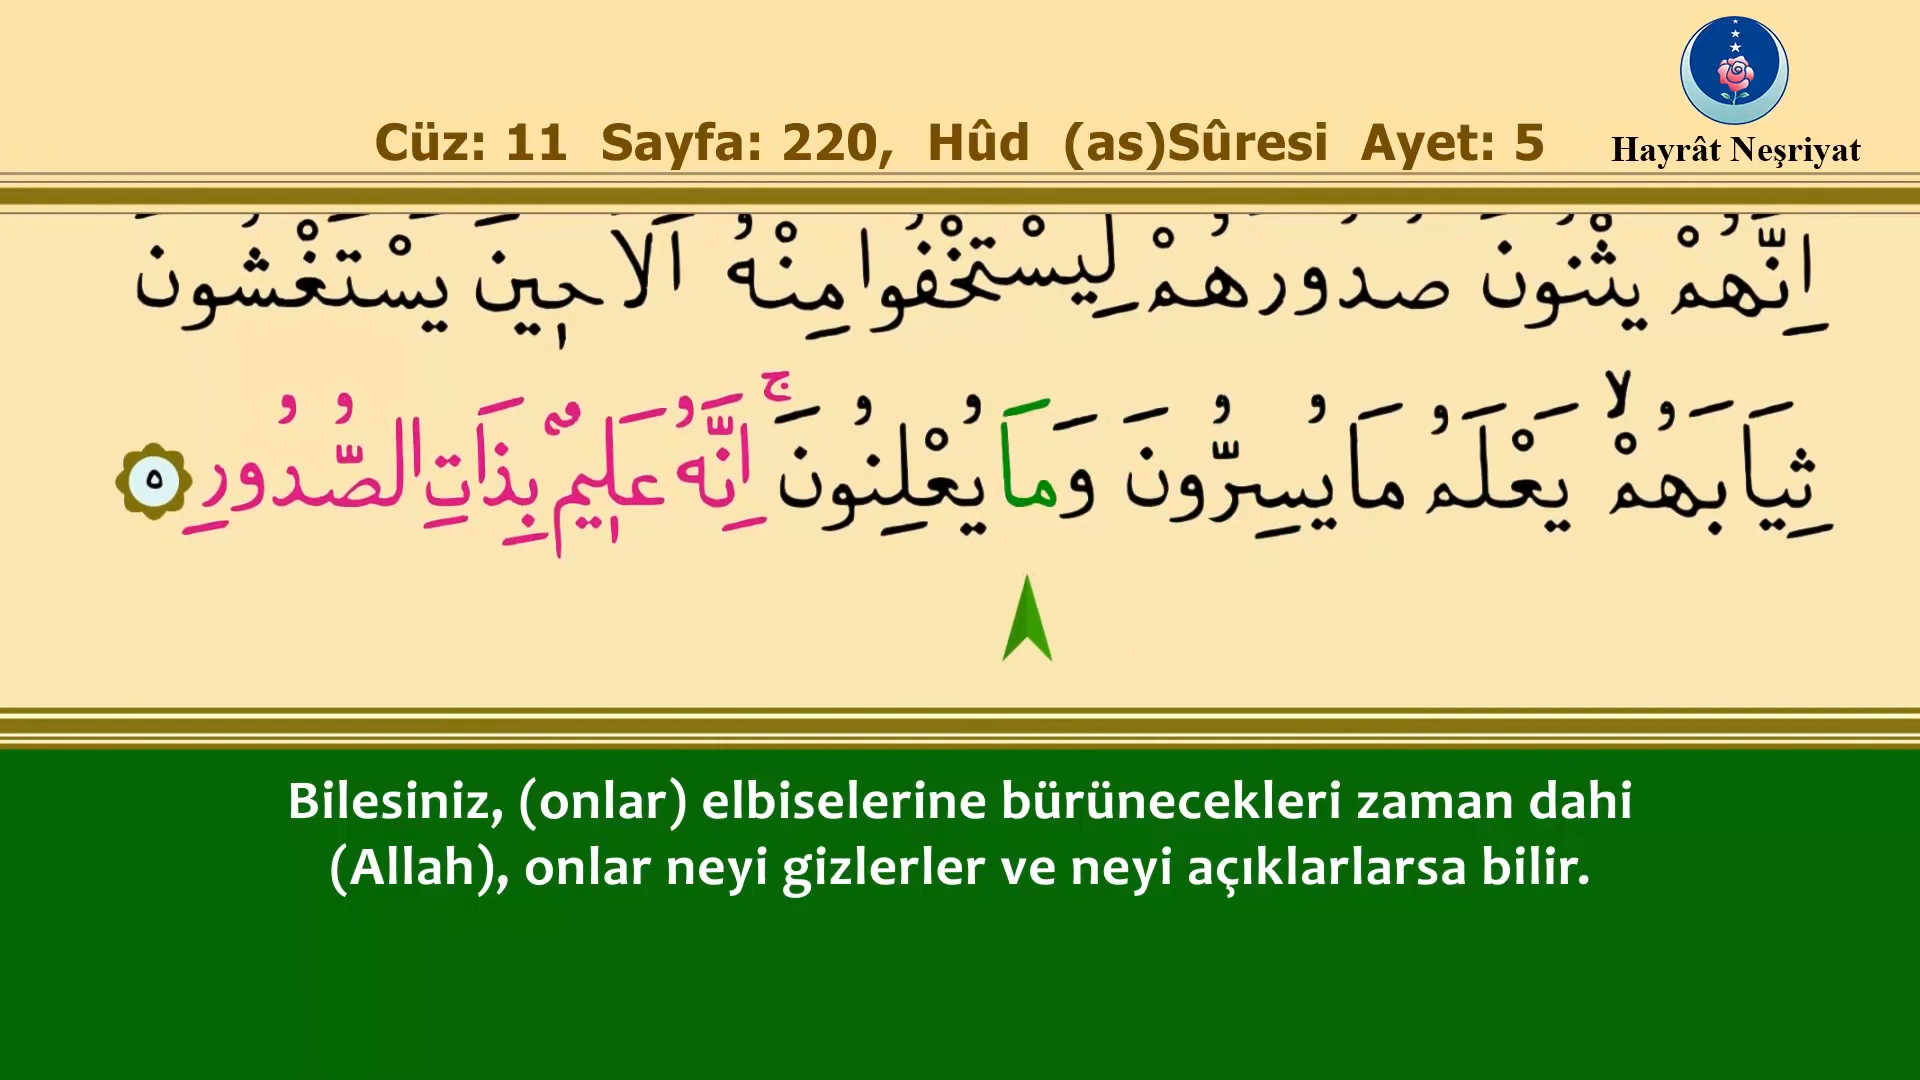 Cüz: 11 Sayfa: 220, Hûd (as)Sûresi Ayet: 5
Hayrât Neşriyat
اِنَّهُمْ يَثْنُونَ صُدُورَهُمْ لِيَسْتَخْفُوا مِنْهُ اَلَا ح۪ينَ يَسْتَغْشُونَ
ثِيَابَهُمْۙ يَعْلَمُ مَا يُسِرُّونَ وَمَا يُعْلِنُونَۚ اِنَّهُ عَل۪يمٌ بِذَاتِ الصُّدُورِ ٥
Bilesiniz, (onlar) elbiselerine bürünecekleri zaman dahi
(Allah), onlar neyi gizlerler ve neyi açıklarlarsa bilir.